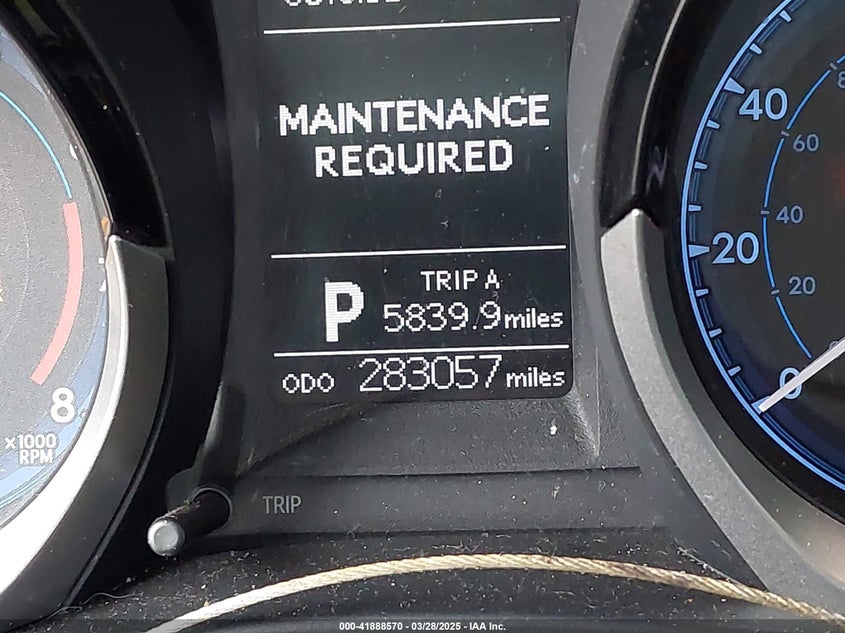 MAINTENANCE
REQUIRED
P
TRIP A
5839.9 miles
ODO 283057 miles
8
x1000
RPM
TRIP
40
20
0
60
40
20
000-41888570 - 03/28/2025 - IAA Inc.